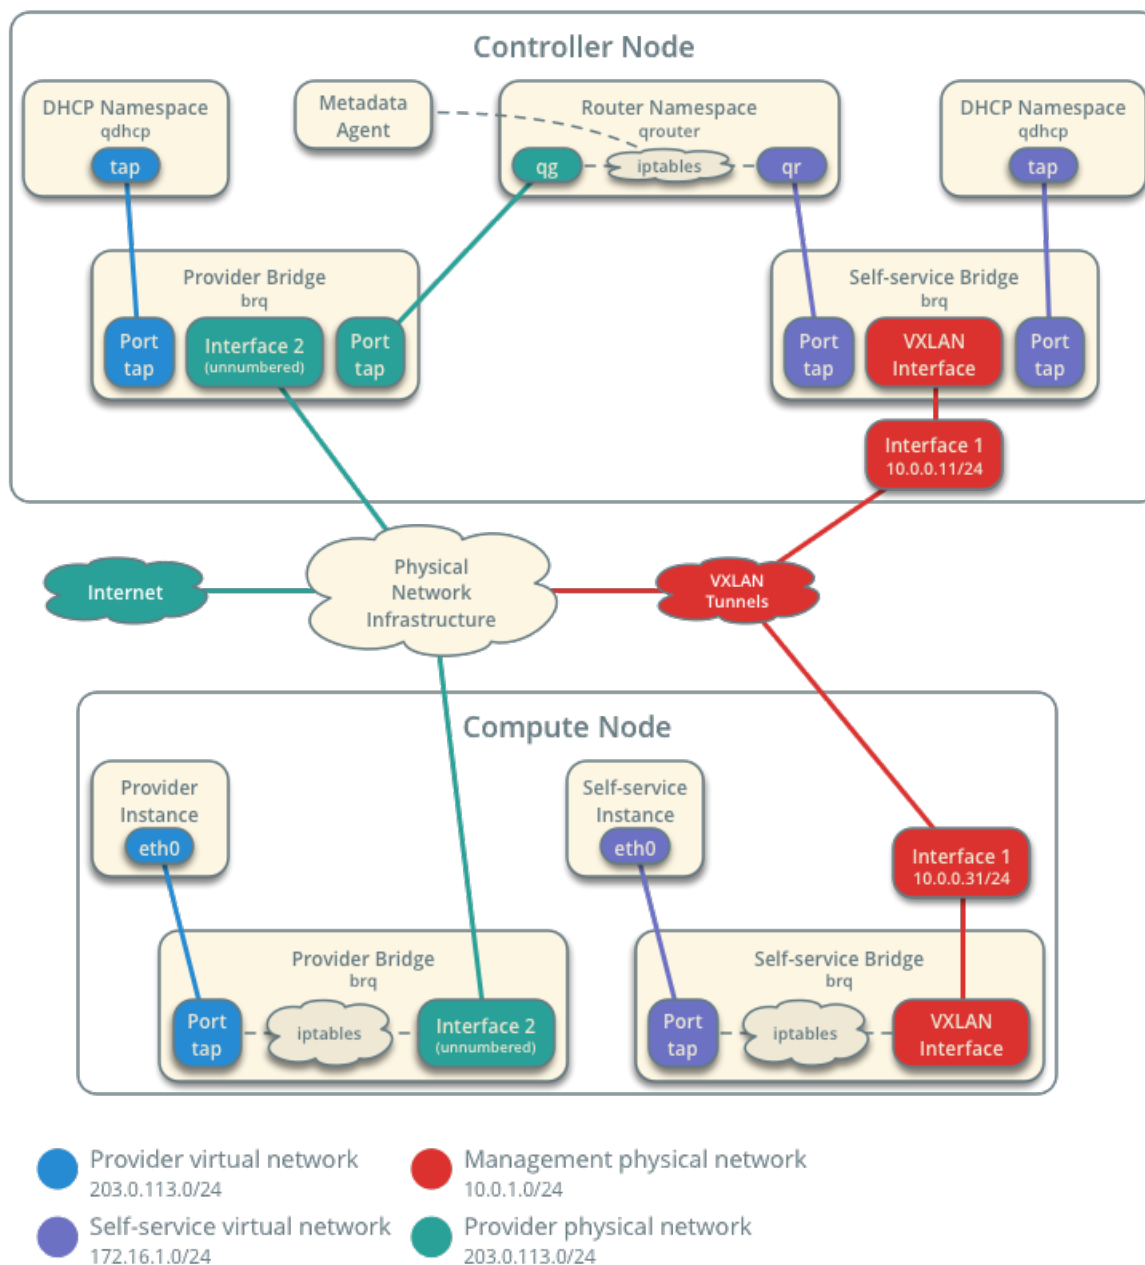 Controller Node
DHCP Namespace
qdhcp
tap
Metadata
Agent
Router Namespace
qrouter
qg
iptables
qr
DHCP Namespace
qdhcp
tap
Provider Bridge
brq
Port
tap
Interface 2
(unnumbered)
Port
tap
Self-service Bridge
brq
Port
tap
VXLAN
Interface
Port
tap
Interface 1
10.0.0.11/24
Internet
Physical
Network
Infrastructure
VXLAN
Tunnels
Compute Node
Provider
Instance
eth0
Self-service
Instance
eth0
Interface 1
10.0.0.31/24
Provider Bridge
brq
Port
tap
iptables
Interface 2
(unnumbered)
Self-service Bridge
brq
Port
tap
iptables
VXLAN
Interface
Provider virtual network
203.0.113.0/24
Management physical network
10.0.1.0/24
Self-service virtual network
172.16.1.0/24
Provider physical network
203.0.113.0/24